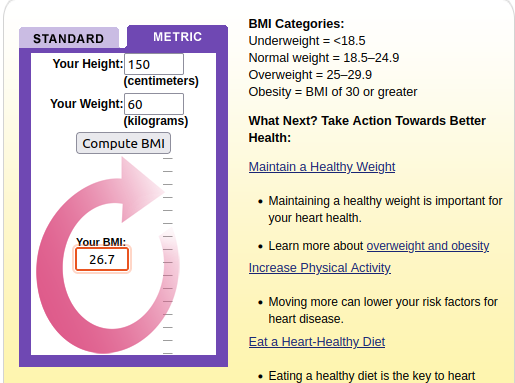 STANDARD
METRIC
Your Height: 150
(centimeters)
Your Weight: 60
(kilograms)
Compute BMI
Your BMI:
26.7
BMI Categories:
Underweight = <18.5
Normal weight = 18.5–24.9
Overweight = 25–29.9
Obesity = BMI of 30 or greater
What Next? Take Action Towards Better
Health:
Maintain a Healthy Weight
• Maintaining a healthy weight is important for
your heart health.
• Learn more about overweight and obesity
Increase Physical Activity
• Moving more can lower your risk factors for
heart disease.
Eat a Heart-Healthy Diet
• Eating a healthy diet is the key to heart